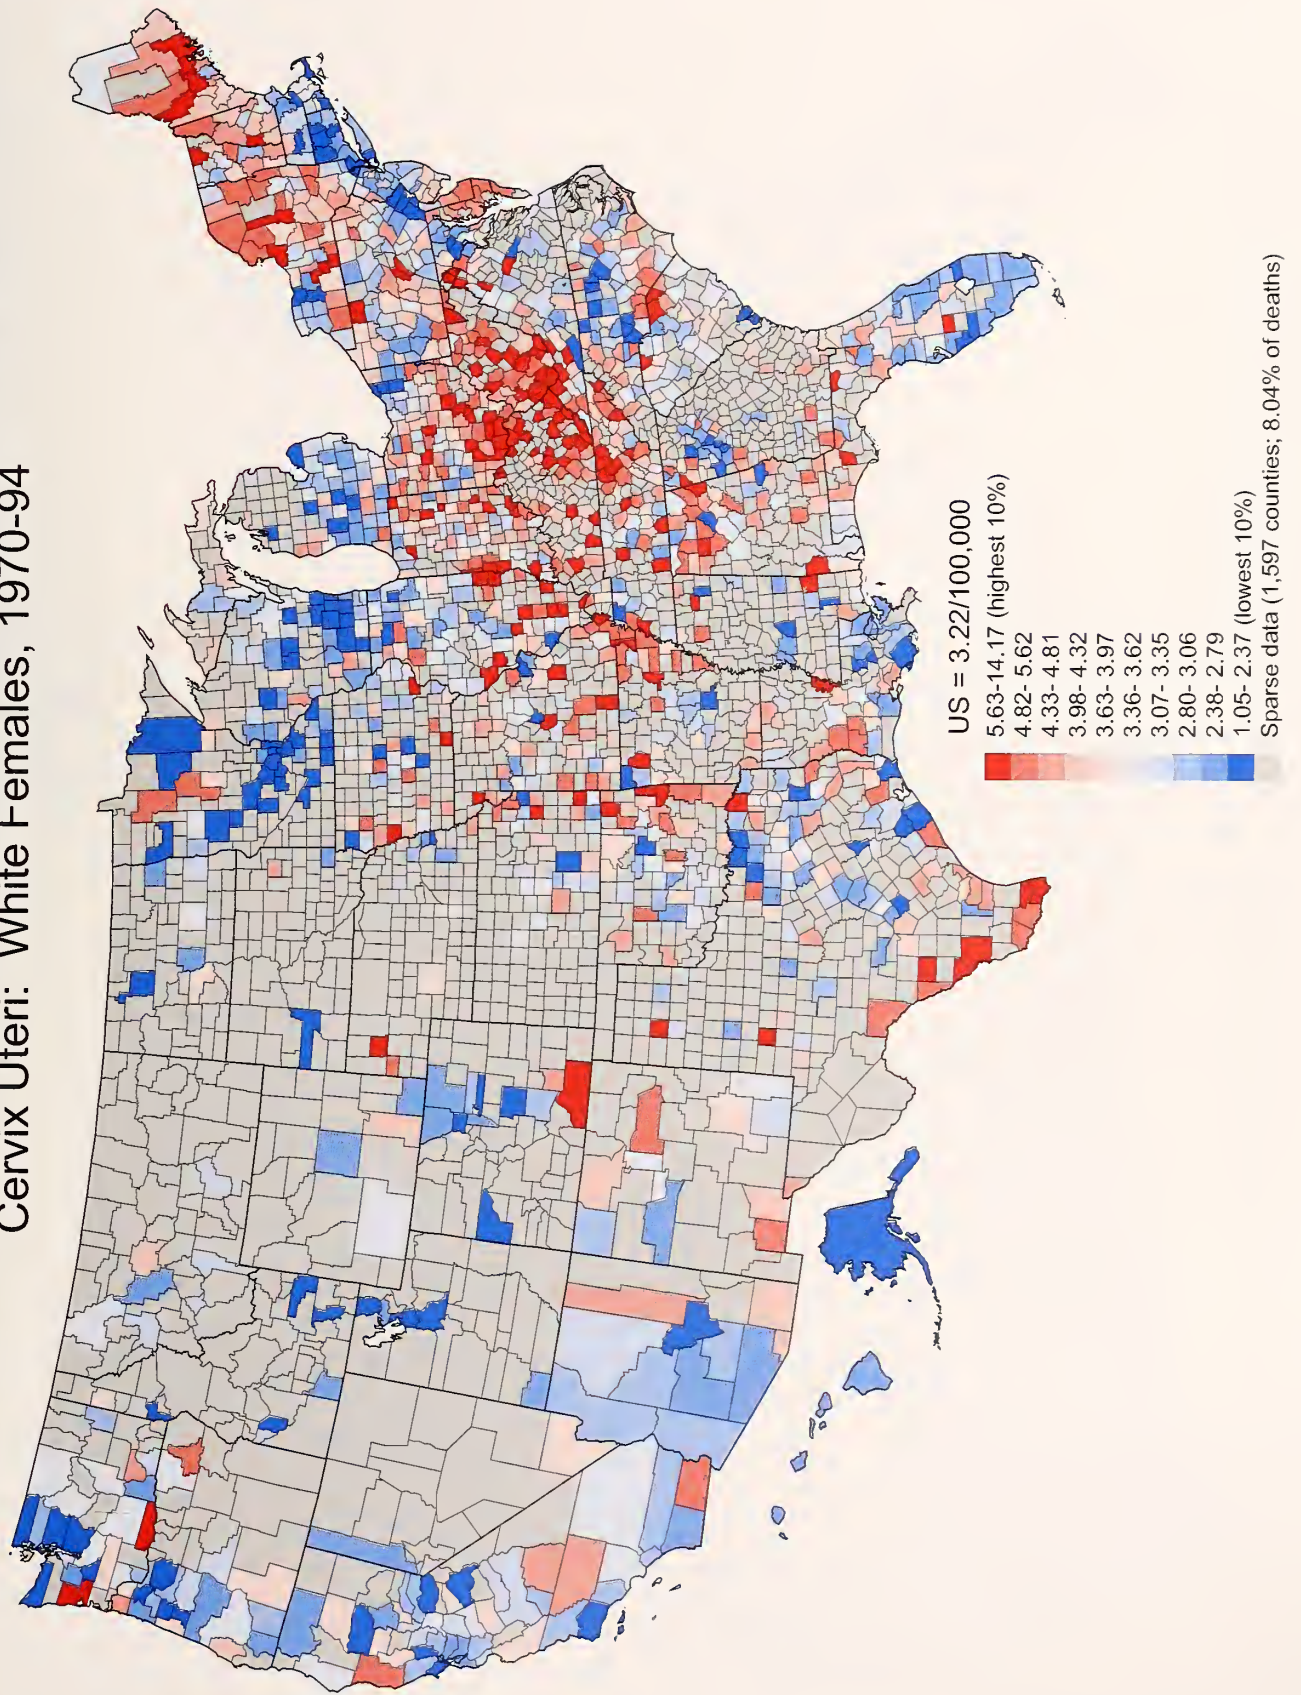 Cervix Uteri: White Females, 1970-94
US = 3.22/100,000
5.63-14.17 (highest 10%)
4.82- 5.62
4.33- 4.81
3.98- 4.32
3.63- 3.97
3.36- 3.62
3.07- 3.35
2.80- 3.06
2.38- 2.79
1.05- 2.37 (lowest 10%)
Sparse data (1,597 counties; 8.04% of deaths)